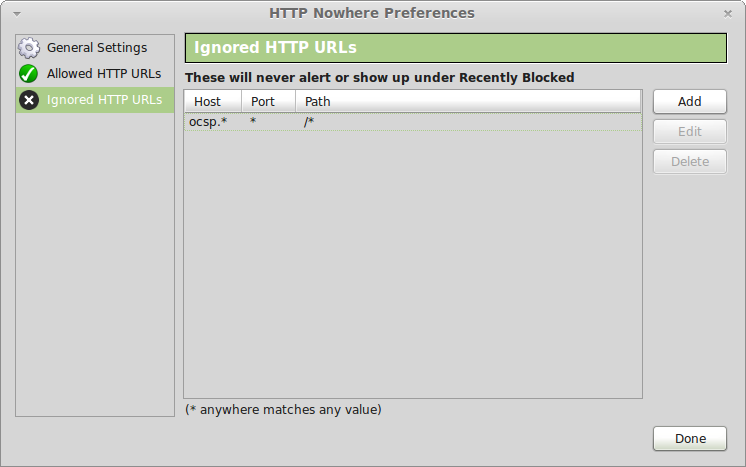 HTTP Nowhere Preferences
General Settings
Allowed HTTP URLs
Ignored HTTP URLs
Ignored HTTP URLs
These will never alert or show up under Recently Blocked
Host Port Path
ocsp.* * /*
Add
Edit
Delete
(* anywhere matches any value)
Done